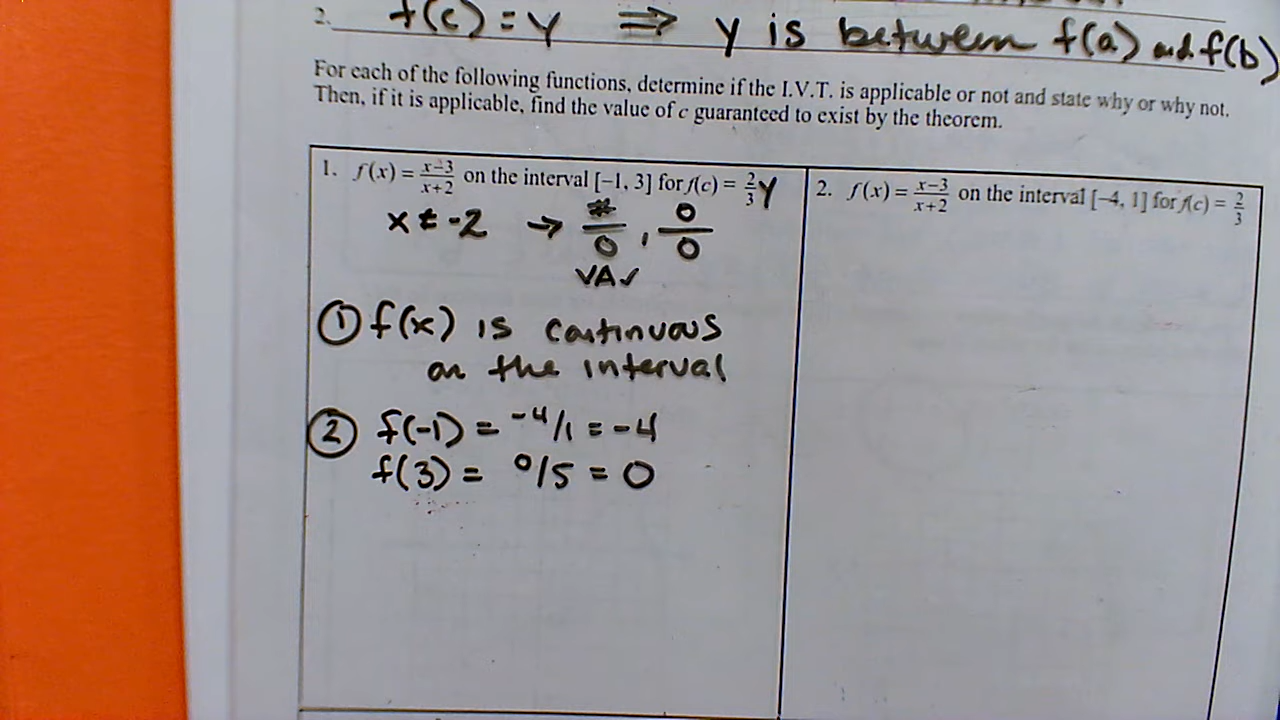 2. f(c) = y ⇒ y is between f(a) and f(b)
For each of the following functions, determine if the I.V.T. is applicable or not and state why or why not.
Then, if it is applicable, find the value of c guaranteed to exist by the theorem.
1. f(x) = (x−3)/(x+2) on the interval [−1, 3] for f(c) = 2/3 y
x ≠ -2 → #/0 , 0/0
VA✓
① f(x) is continuous
on the interval
② f(-1) = -4/1 = -4
f(3) = 0/5 = 0
2. f(x) = (x−3)/(x+2) on the interval [−4, 1] for f(c) = 2/3